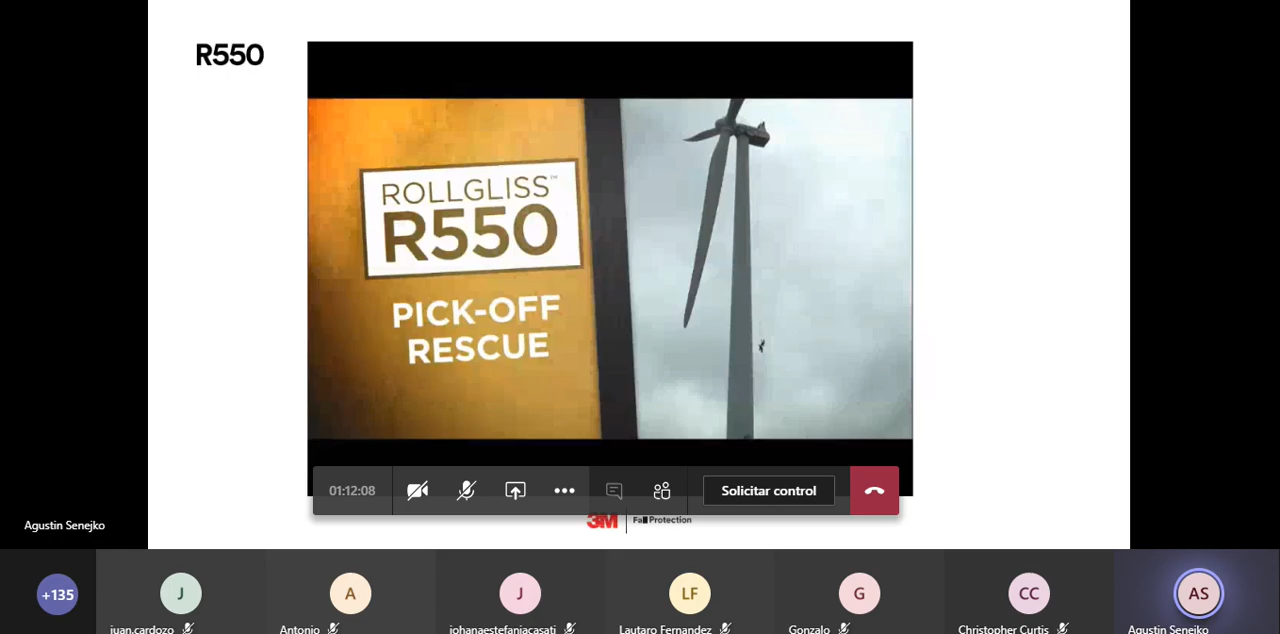 R550
ROLLGLISS™
R550
PICK-OFF
RESCUE
01:12:08
Solicitar control
3M
Fall Protection
Agustin Senejko
+135
J
A
J
LF
G
CC
AS
juan.cardozo
Antonio
johanaestefaniacasati
Lautaro Fernandez
Gonzalo
Christopher Curtis
Agustin Senejko